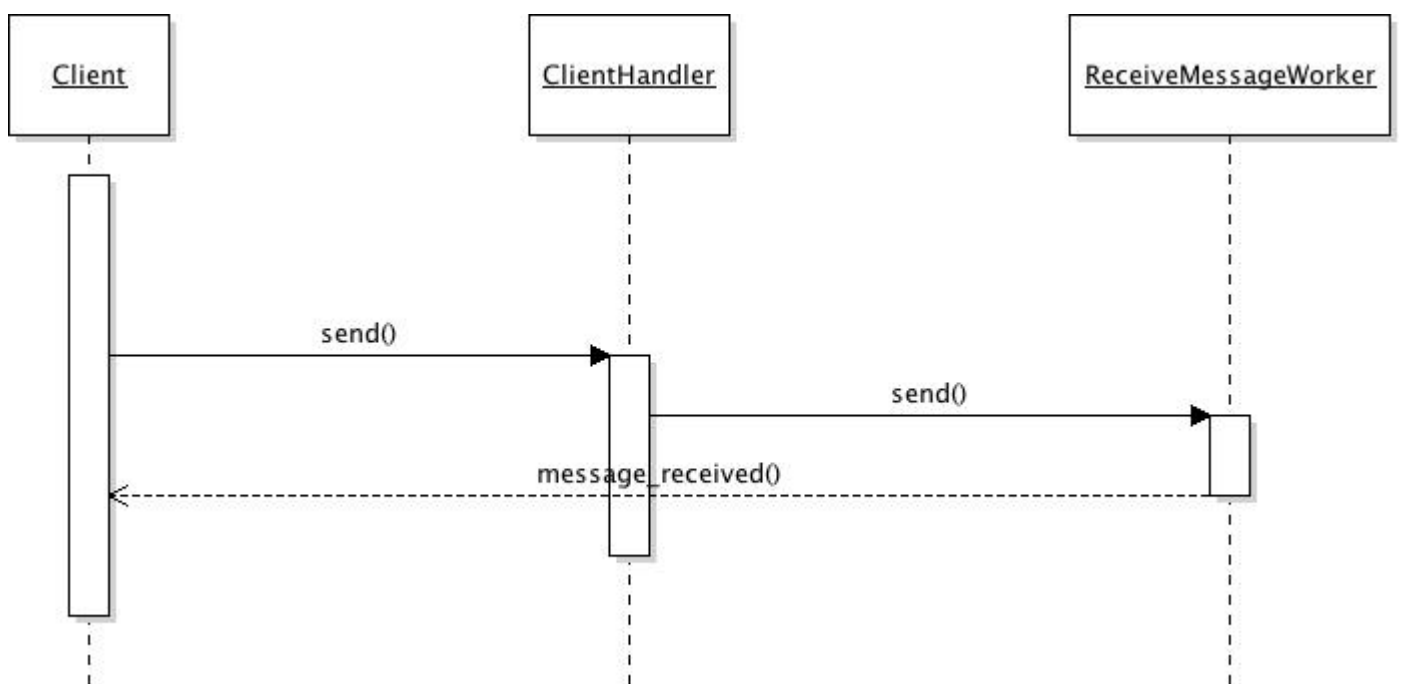 Client
ClientHandler
ReceiveMessageWorker
send()
send()
message_received()